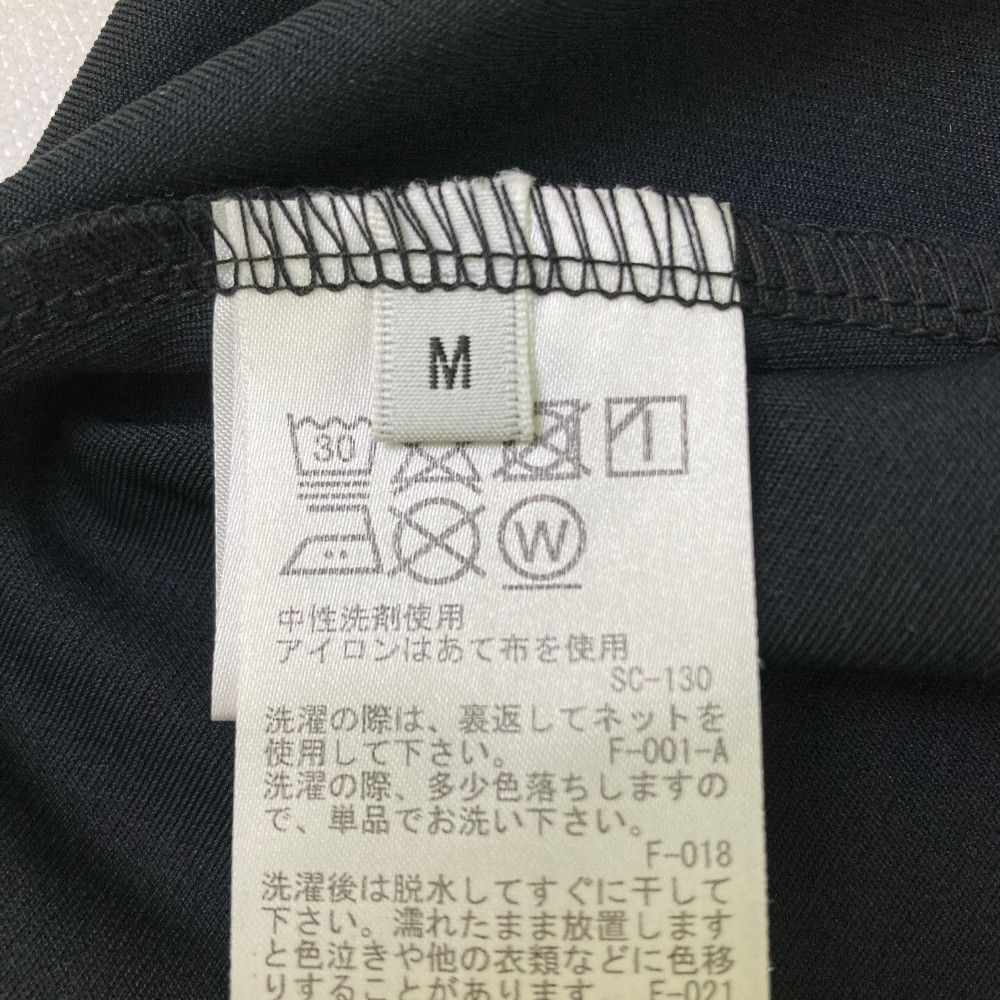 M
30
W
中性洗剤使用
アイロンはあて布を使用
SC-130
洗濯の際は、裏返してネットを
使用して下さい。 F-001-A
洗濯の際、多少色落ちしますの
で、単品でお洗い下さい。
F-018
洗濯後は脱水してすぐに干して
下さい。濡れたまま放置します
と色泣きや他の衣類などに色移
りすることがあります。 F-021